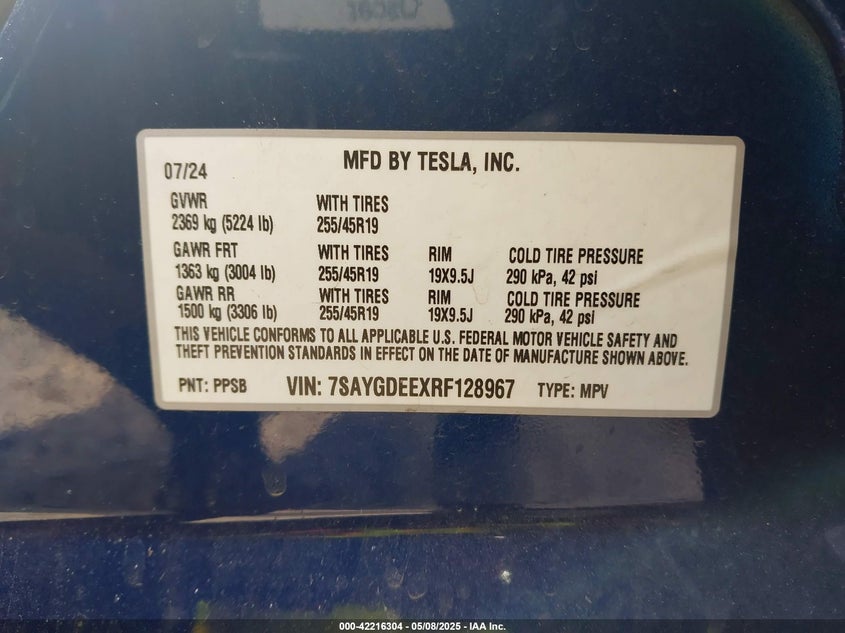 07/24 MFD BY TESLA, INC.
GVWR WITH TIRES
2369 kg (5224 lb) 255/45R19
GAWR FRT WITH TIRES RIM COLD TIRE PRESSURE
1363 kg (3004 lb) 255/45R19 19X9.5J 290 kPa, 42 psi
GAWR RR WITH TIRES RIM COLD TIRE PRESSURE
1500 kg (3306 lb) 255/45R19 19X9.5J 290 kPa, 42 psi
THIS VEHICLE CONFORMS TO ALL APPLICABLE U.S. FEDERAL MOTOR VEHICLE SAFETY AND
THEFT PREVENTION STANDARDS IN EFFECT ON THE DATE OF MANUFACTURE SHOWN ABOVE.
PNT: PPSB VIN: 7SAYGDEEXRF128967 TYPE: MPV
000-42216304 — 05/08/2025 — IAA Inc.